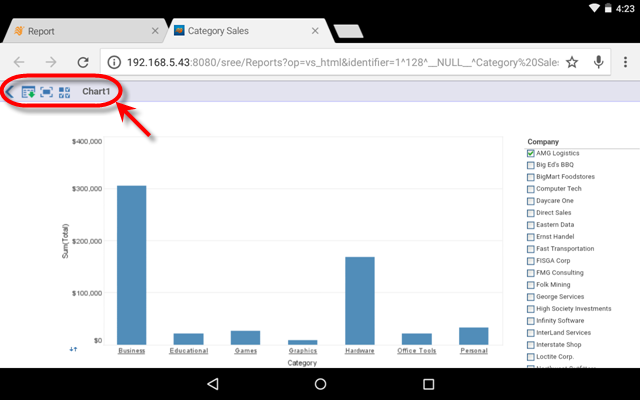 4:23
Report
Category Sales
192.168.5.43:8080/sree/Reports?op=vs_html&identifier=1^128^__NULL__^Category%20Sale
Chart1
Company
AMG Logistics
Big Ed's BBQ
BigMart Foodstores
Computer Tech
Daycare One
Direct Sales
Eastern Data
Ernst Handel
Fast Transportation
FISGA Corp
FMG Consulting
Folk Mining
George Services
High Society Investments
Infinity Software
InterLand Services
Interstate Shop
Loctite Corp.
$400,000
$300,000
$200,000
$100,000
$0
Sum(Total)
Business
Educational
Games
Graphics
Hardware
Office Tools
Personal
Category